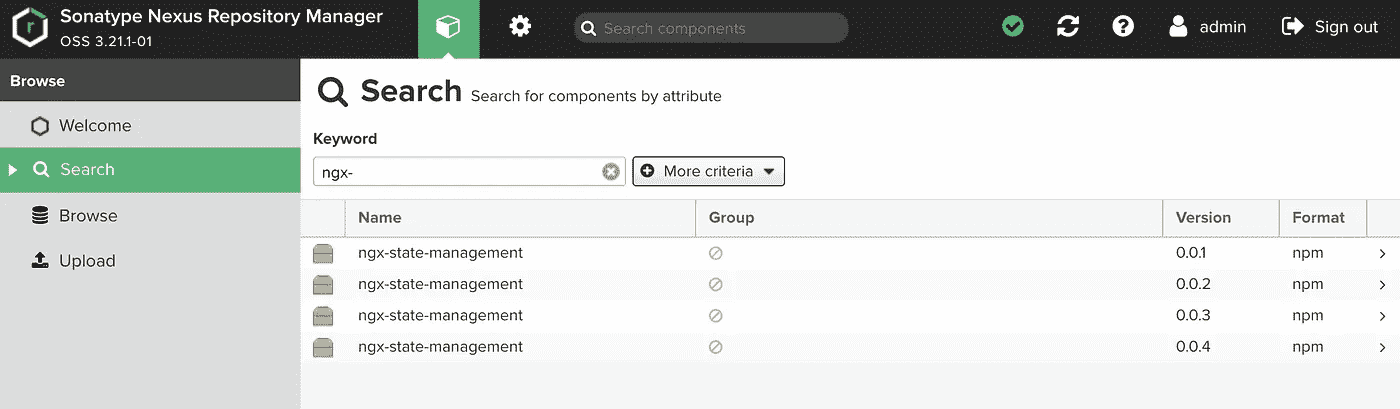 Sonatype Nexus Repository Manager
OSS 3.21.1-01
Search components
admin
Sign out
Browse
Welcome
Search
Browse
Upload
Search Search for components by attribute
Keyword
ngx-
More criteria
Name Group Version Format
ngx-state-management 0.0.1 npm
ngx-state-management 0.0.2 npm
ngx-state-management 0.0.3 npm
ngx-state-management 0.0.4 npm